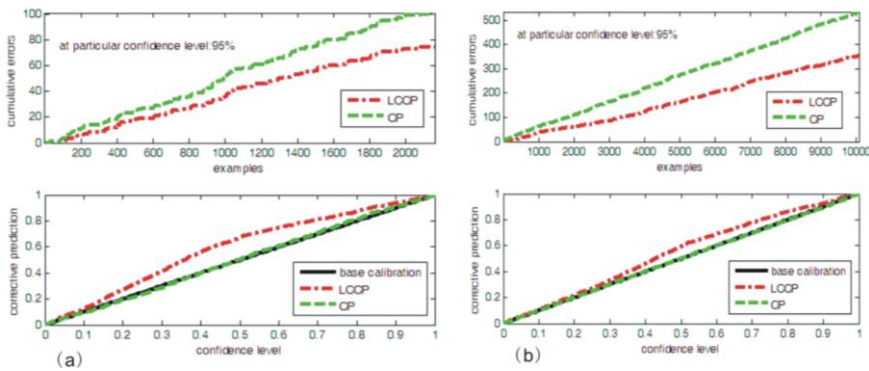 100
80
60
40
20
0
cumulative errors
at particular confidence level:95%
LCCP
CP
200 400 600 800 1000 1200 1400 1600 1800 2000
examples
500
400
300
200
100
0
cumulative errors
at particular confidence level:95%
LCCP
CP
1000 2000 3000 4000 5000 6000 7000 8000 9000 10000
examples
1
0.8
0.6
0.4
0.2
0
corrective prediction
base calibration
LCCP
CP
0 0.1 0.2 0.3 0.4 0.5 0.6 0.7 0.8 0.9 1
confidence level
(a)
1
0.8
0.6
0.4
0.2
0
corrective prediction
base calibration
LCCP
CP
0 0.1 0.2 0.3 0.4 0.5 0.6 0.7 0.8 0.9 1
confidence level
(b)